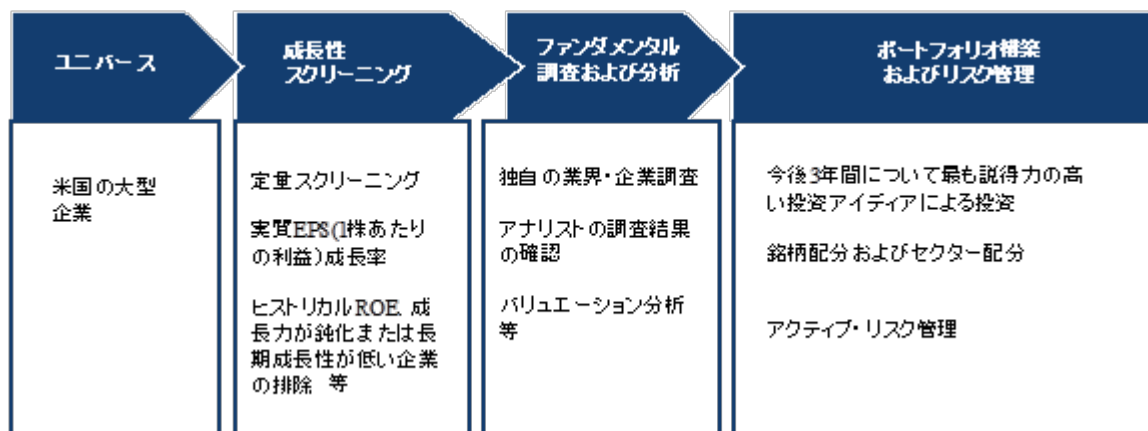 ユニバース
成長性
スクリーニング
ファンダメンタル
調査および分析
ポートフォリオ構築
およびリスク管理
米国の大型
企業
定量スクリーニング
実質EPS(1株あたり
の利益)成長率
ヒストリカルROE、成
長力が鈍化または長
期成長性が低い企業
の排除 等
独自の業界・企業調査
アナリストの調査結果
の確認
バリュエーション分析
等
今後3年間について最も説得力の高
い投資アイディアによる投資
銘柄配分およびセクター配分
アクティブ・リスク管理